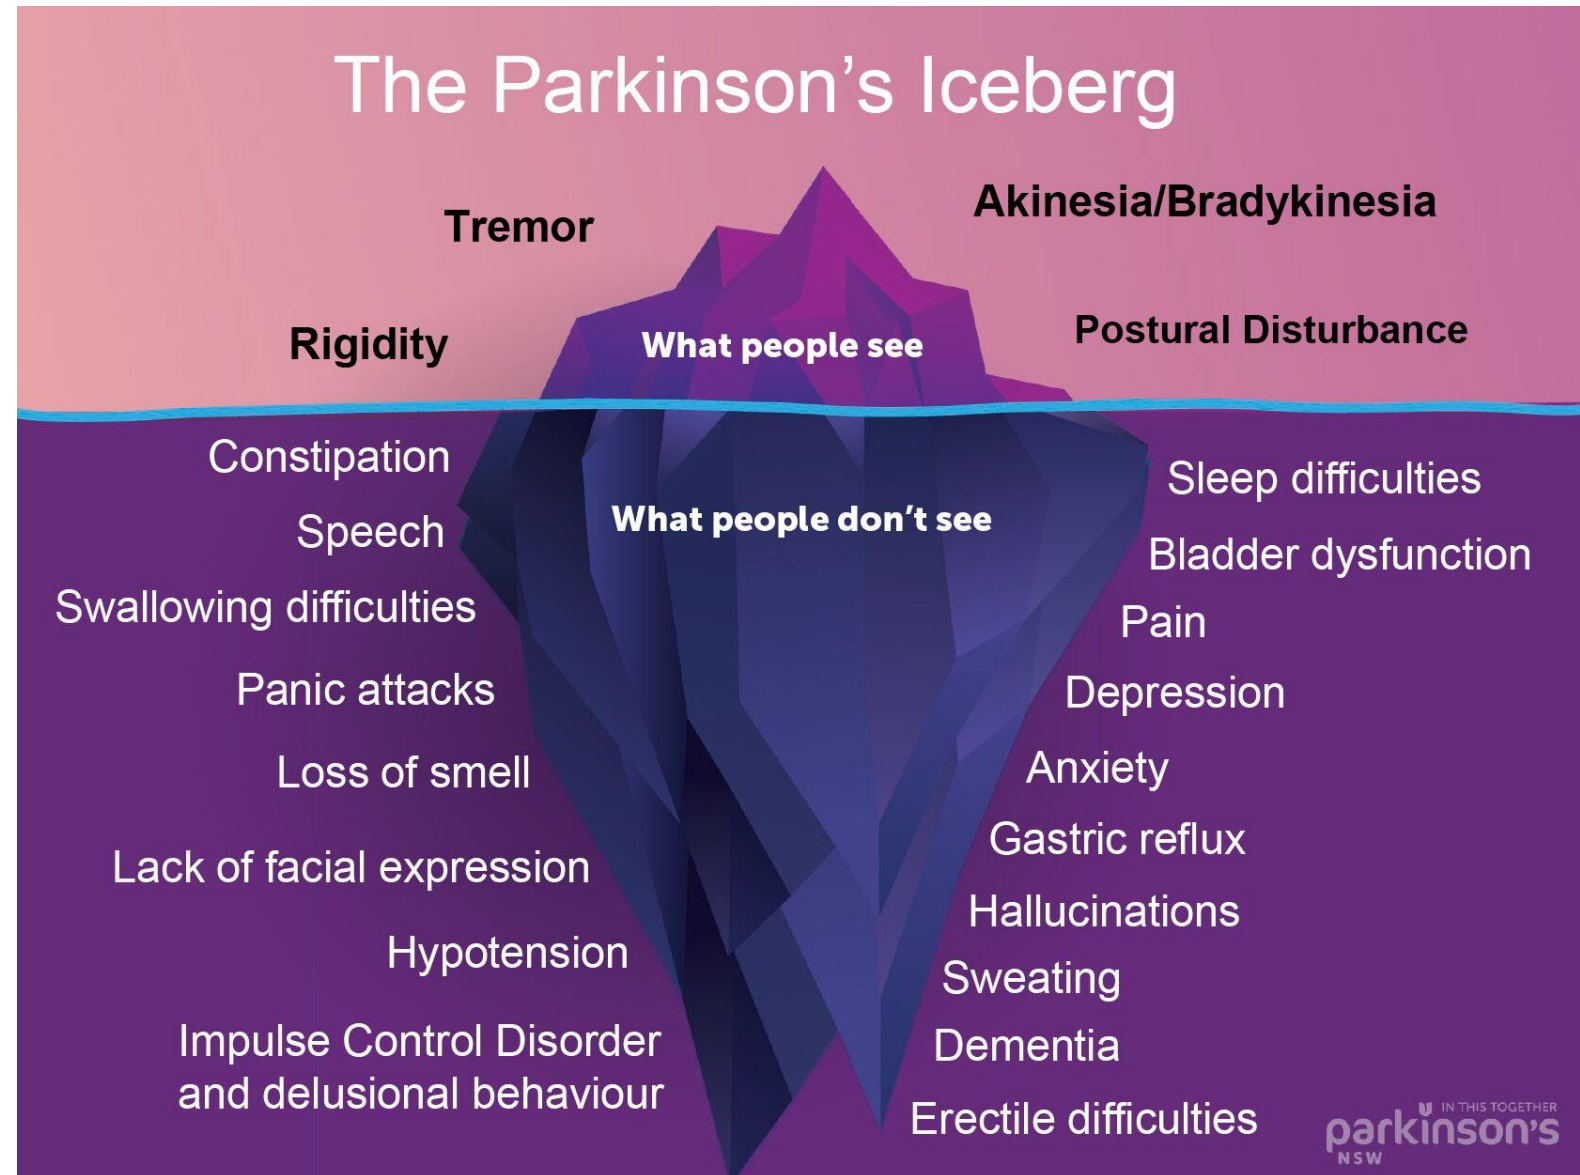 The Parkinson's Iceberg
Tremor
Akinesia/Bradykinesia
Rigidity
What people see
Postural Disturbance
What people don't see
Constipation
Speech
Swallowing difficulties
Panic attacks
Loss of smell
Lack of facial expression
Hypotension
Impulse Control Disorder
and delusional behaviour
Sleep difficulties
Bladder dysfunction
Pain
Depression
Anxiety
Gastric reflux
Hallucinations
Sweating
Dementia
Erectile difficulties
IN THIS TOGETHER
parkinson's
NSW